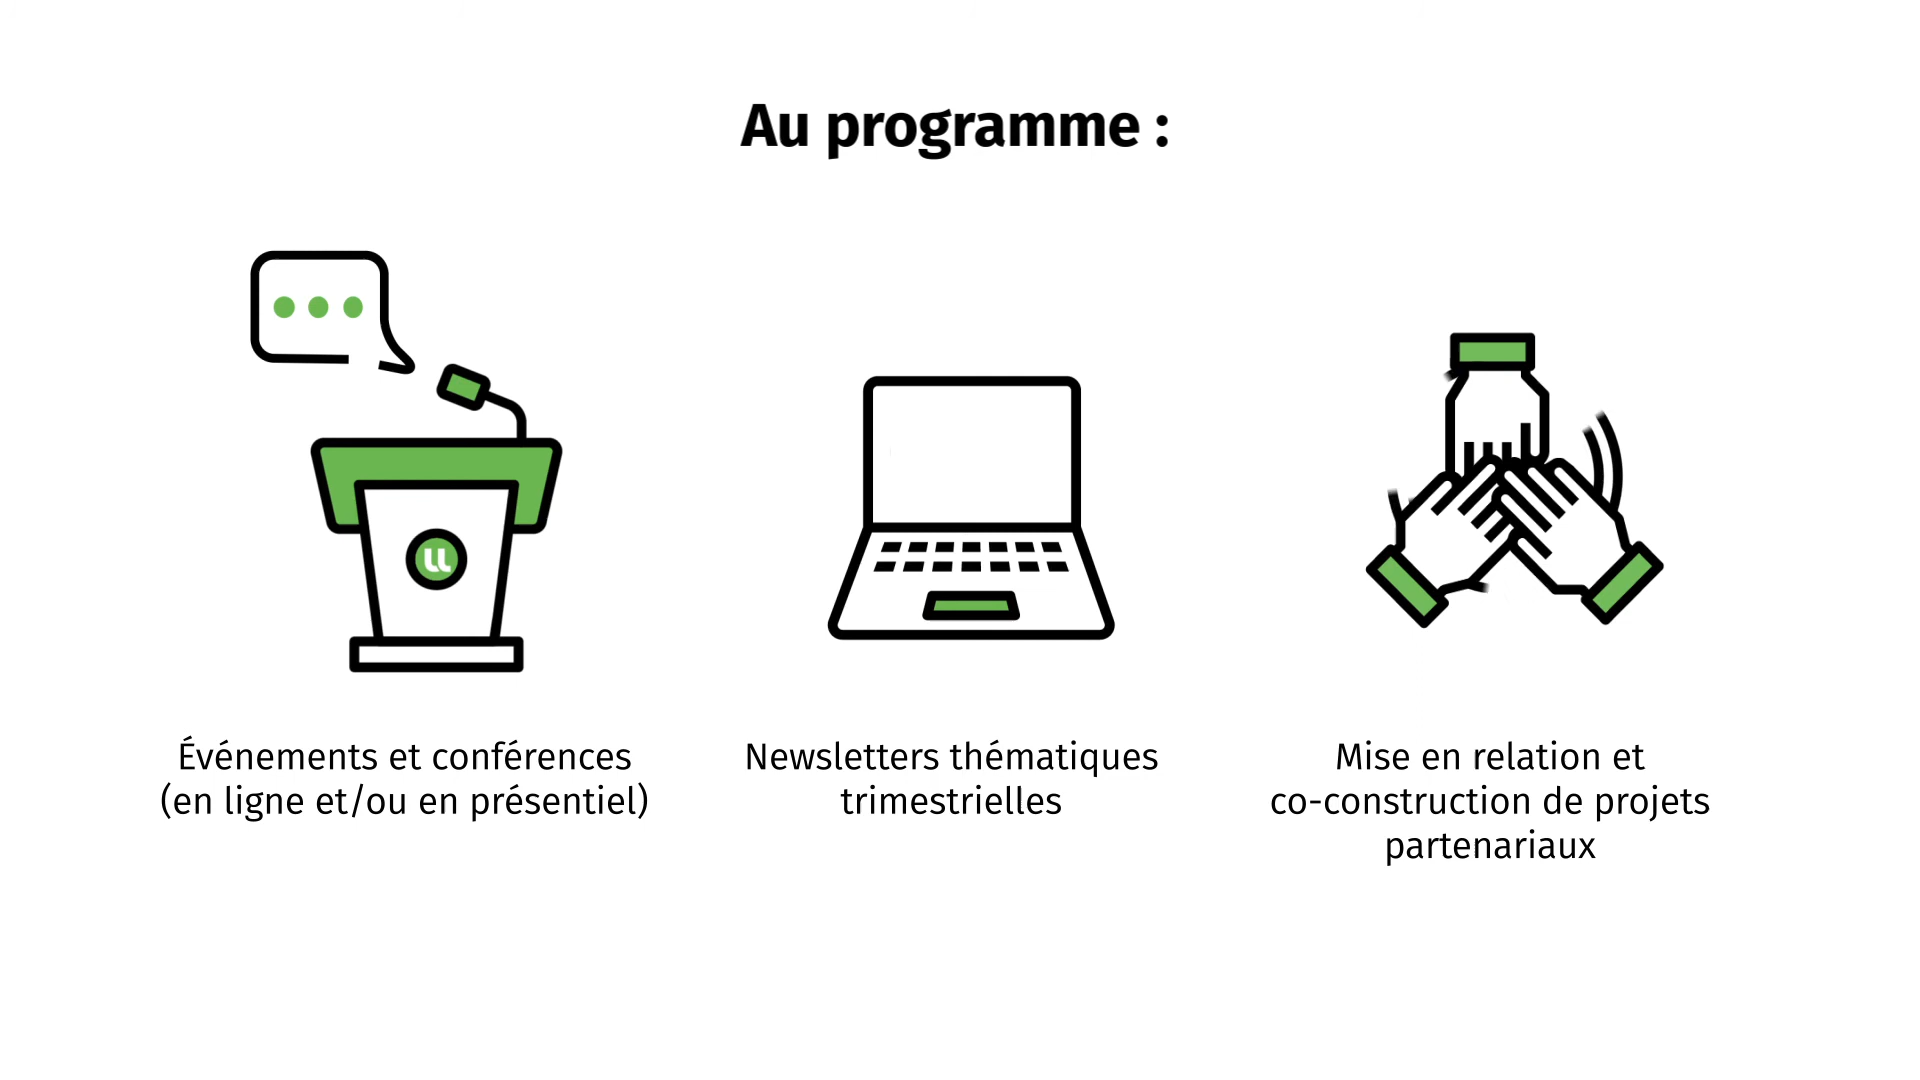 Au programme :
Événements et conférences
(en ligne et/ou en présentiel)
Newsletters thématiques
trimestrielles
Mise en relation et
co-construction de projets
partenariaux